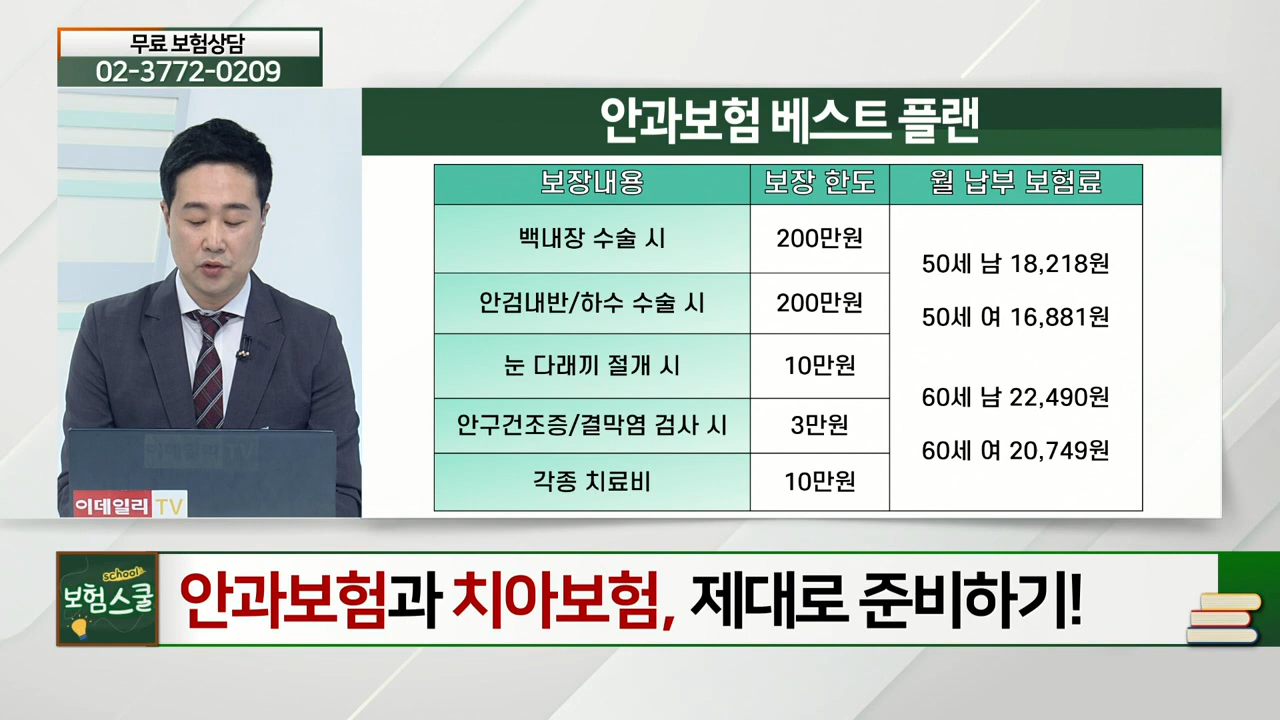 무료 보험상담
02-3772-0209
안과보험 베스트 플랜
보장내용 보장 한도 월 납부 보험료
백내장 수술 시 200만원
안검내반/하수 수술 시 200만원
눈 다래끼 절개 시 10만원
안구건조증/결막염 검사 시 3만원
각종 치료비 10만원
50세 남 18,218원
50세 여 16,881원
60세 남 22,490원
60세 여 20,749원
이데일리 TV
이데일리 TV
school
보험스쿨
안과보험과 치아보험, 제대로 준비하기!